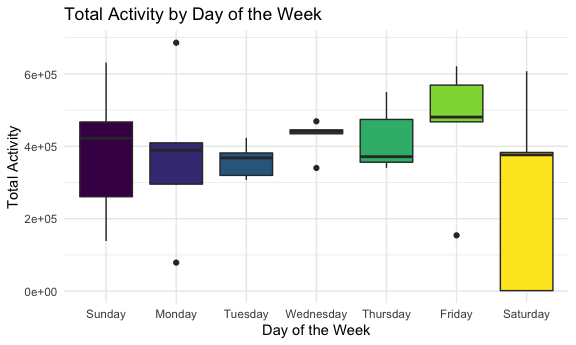 Total Activity by Day of the Week
Total Activity
6e+05
4e+05
2e+05
0e+00
Sunday Monday Tuesday Wednesday Thursday Friday Saturday
Day of the Week